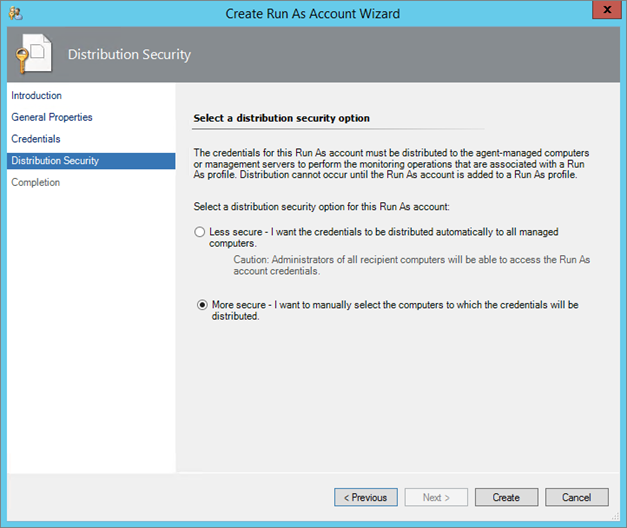 Create Run As Account Wizard
x
Distribution Security
Introduction
General Properties
Credentials
Distribution Security
Completion
Select a distribution security option
The credentials for this Run As account must be distributed to the agent-managed computers
or management servers to perform the monitoring operations that are associated with a Run
As profile. Distribution cannot occur until the Run As account is added to a Run As profile.
Select a distribution security option for this Run As account:
Less secure - I want the credentials to be distributed automatically to all managed
computers.
Caution: Administrators of all recipient computers will be able to access the Run As
account credentials.
More secure - I want to manually select the computers to which the credentials will be
distributed.
< Previous
Next >
Create
Cancel